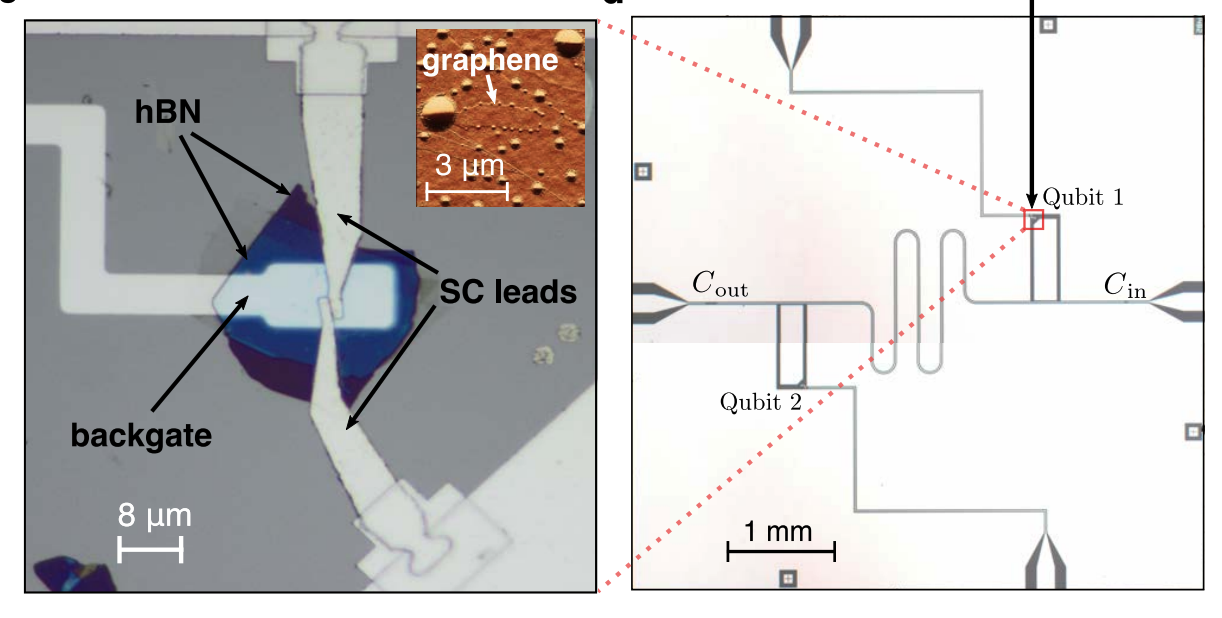 hBN
graphene
3 µm
SC leads
backgate
8 µm
Qubit 1
C_out
C_in
Qubit 2
1 mm